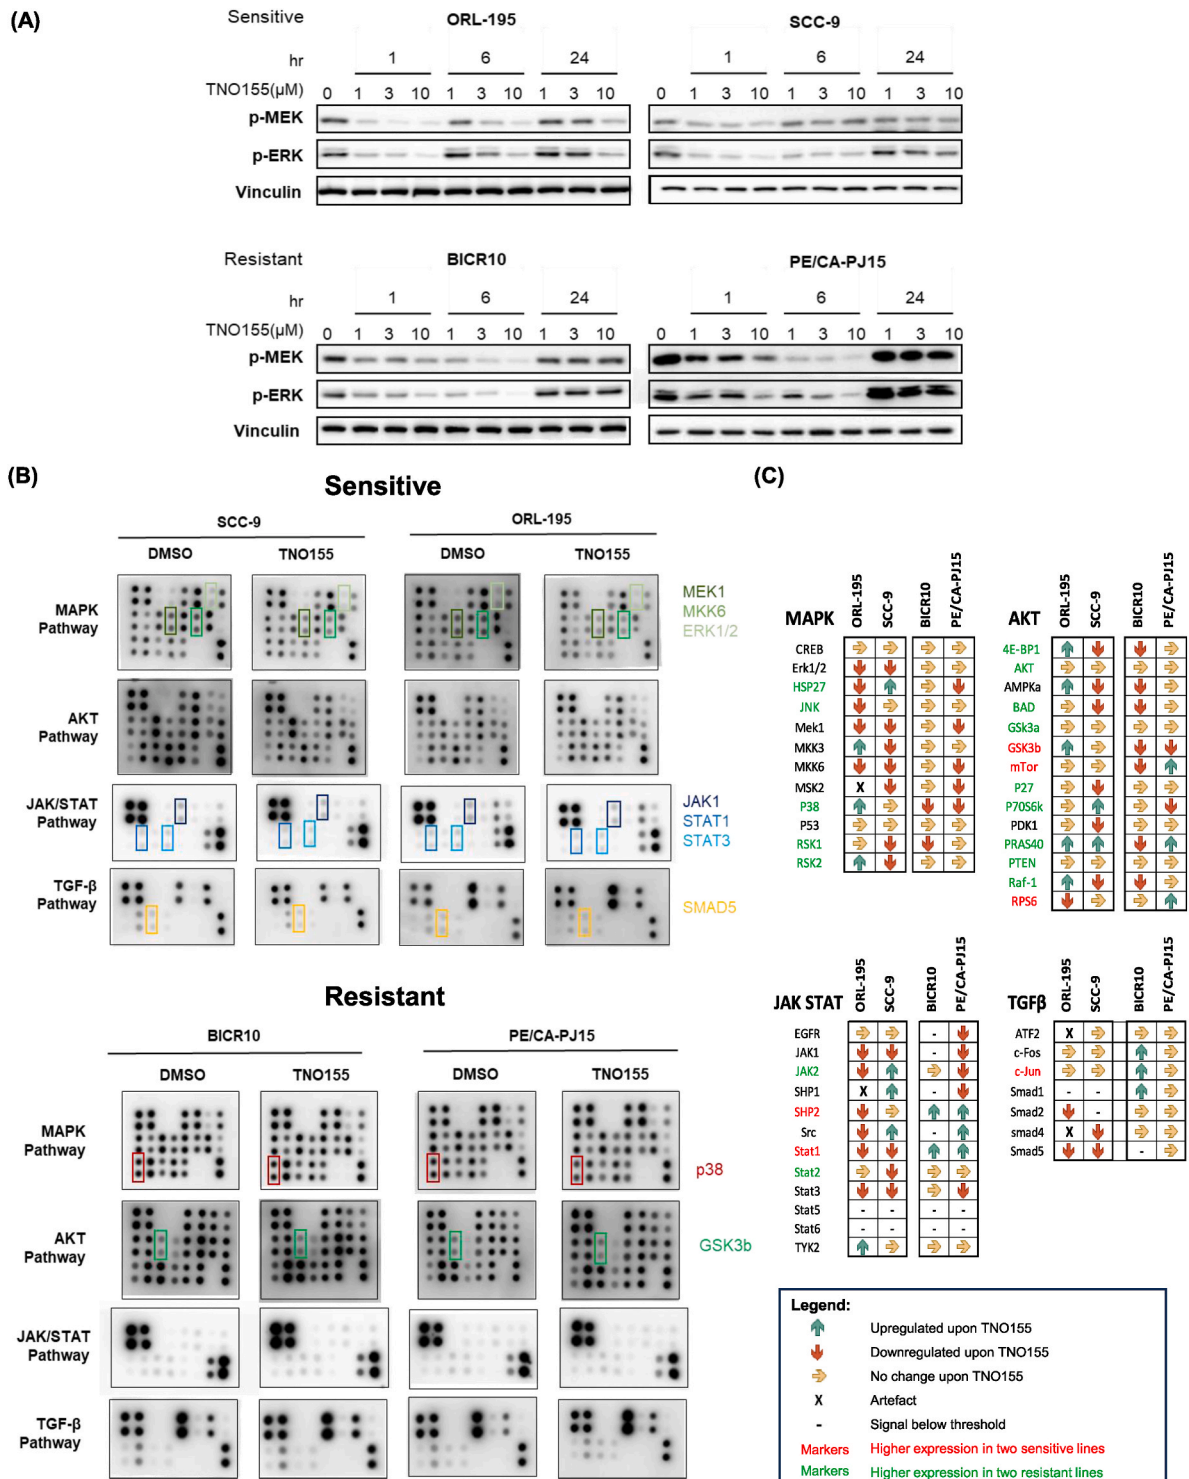 (A)
Sensitive ORL-195 SCC-9
hr 1 6 24 1 6 24
TNO155(µM) 0 1 3 10 1 3 10 1 3 10 0 1 3 10 1 3 10 1 3 10
p-MEK
p-ERK
Vinculin
Resistant BICR10 PE/CA-PJ15
hr 1 6 24 1 6 24
TNO155(µM) 0 1 3 10 1 3 10 1 3 10 0 1 3 10 1 3 10 1 3 10
p-MEK
p-ERK
Vinculin
(B)
Sensitive
SCC-9 ORL-195
DMSO TNO155 DMSO TNO155
MAPK
Pathway
MEK1
MKK6
ERK1/2
AKT
Pathway
JAK/STAT
Pathway
JAK1
STAT1
STAT3
TGF-β
Pathway
SMAD5
Resistant
BICR10 PE/CA-PJ15
DMSO TNO155 DMSO TNO155
MAPK
Pathway
p38
AKT
Pathway
GSK3b
JAK/STAT
Pathway
TGF-β
Pathway
(C)
MAPK ORL-195 SCC-9 BICR10 PE/CA-PJ15
CREB
Erk1/2
HSP27
JNK
Mek1
MKK3
MKK6
MSK2 X
P38
P53
RSK1
RSK2
AKT ORL-195 SCC-9 BICR10 PE/CA-PJ15
4E-BP1
AKT
AMPKa
BAD
GSk3a
GSK3b
mTor
P27
P70S6k
PDK1
PRAS40
PTEN
Raf-1
RPS6
JAK STAT ORL-195 SCC-9 BICR10 PE/CA-PJ15
EGFR -
JAK1 -
JAK2
SHP1 X -
SHP2
Src -
Stat1
Stat2
Stat3
Stat5 - - - -
Stat6 - - - -
TYK2
TGFβ ORL-195 SCC-9 BICR10 PE/CA-PJ15
ATF2 X
c-Fos
c-Jun
Smad1 - -
Smad2 -
smad4 X
Smad5 -
Legend:
Upregulated upon TNO155
Downregulated upon TNO155
No change upon TNO155
X Artefact
- Signal below threshold
Markers Higher expression in two sensitive lines
Markers Higher expression in two resistant lines